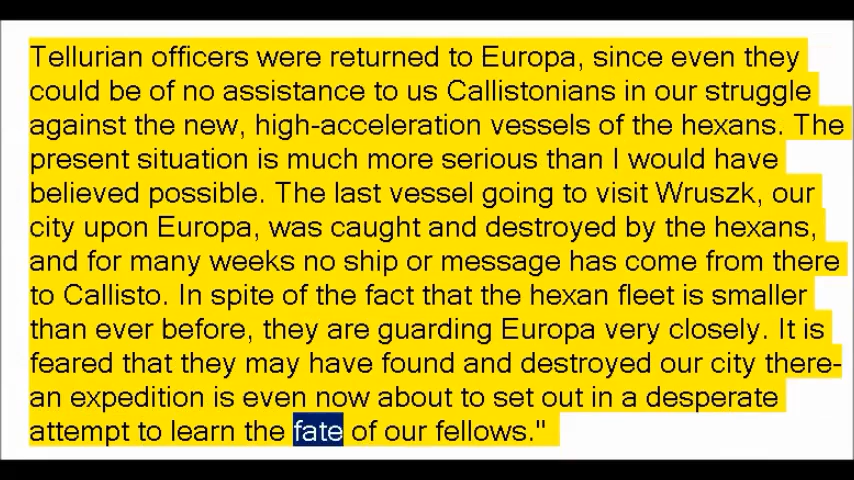 Tellurian officers were returned to Europa, since even they
could be of no assistance to us Callistonians in our struggle
against the new, high-acceleration vessels of the hexans. The
present situation is much more serious than I would have
believed possible. The last vessel going to visit Wruszk, our
city upon Europa, was caught and destroyed by the hexans,
and for many weeks no ship or message has come from there
to Callisto. In spite of the fact that the hexan fleet is smaller
than ever before, they are guarding Europa very closely. It is
feared that they may have found and destroyed our city there-
an expedition is even now about to set out in a desperate
attempt to learn the fate of our fellows."